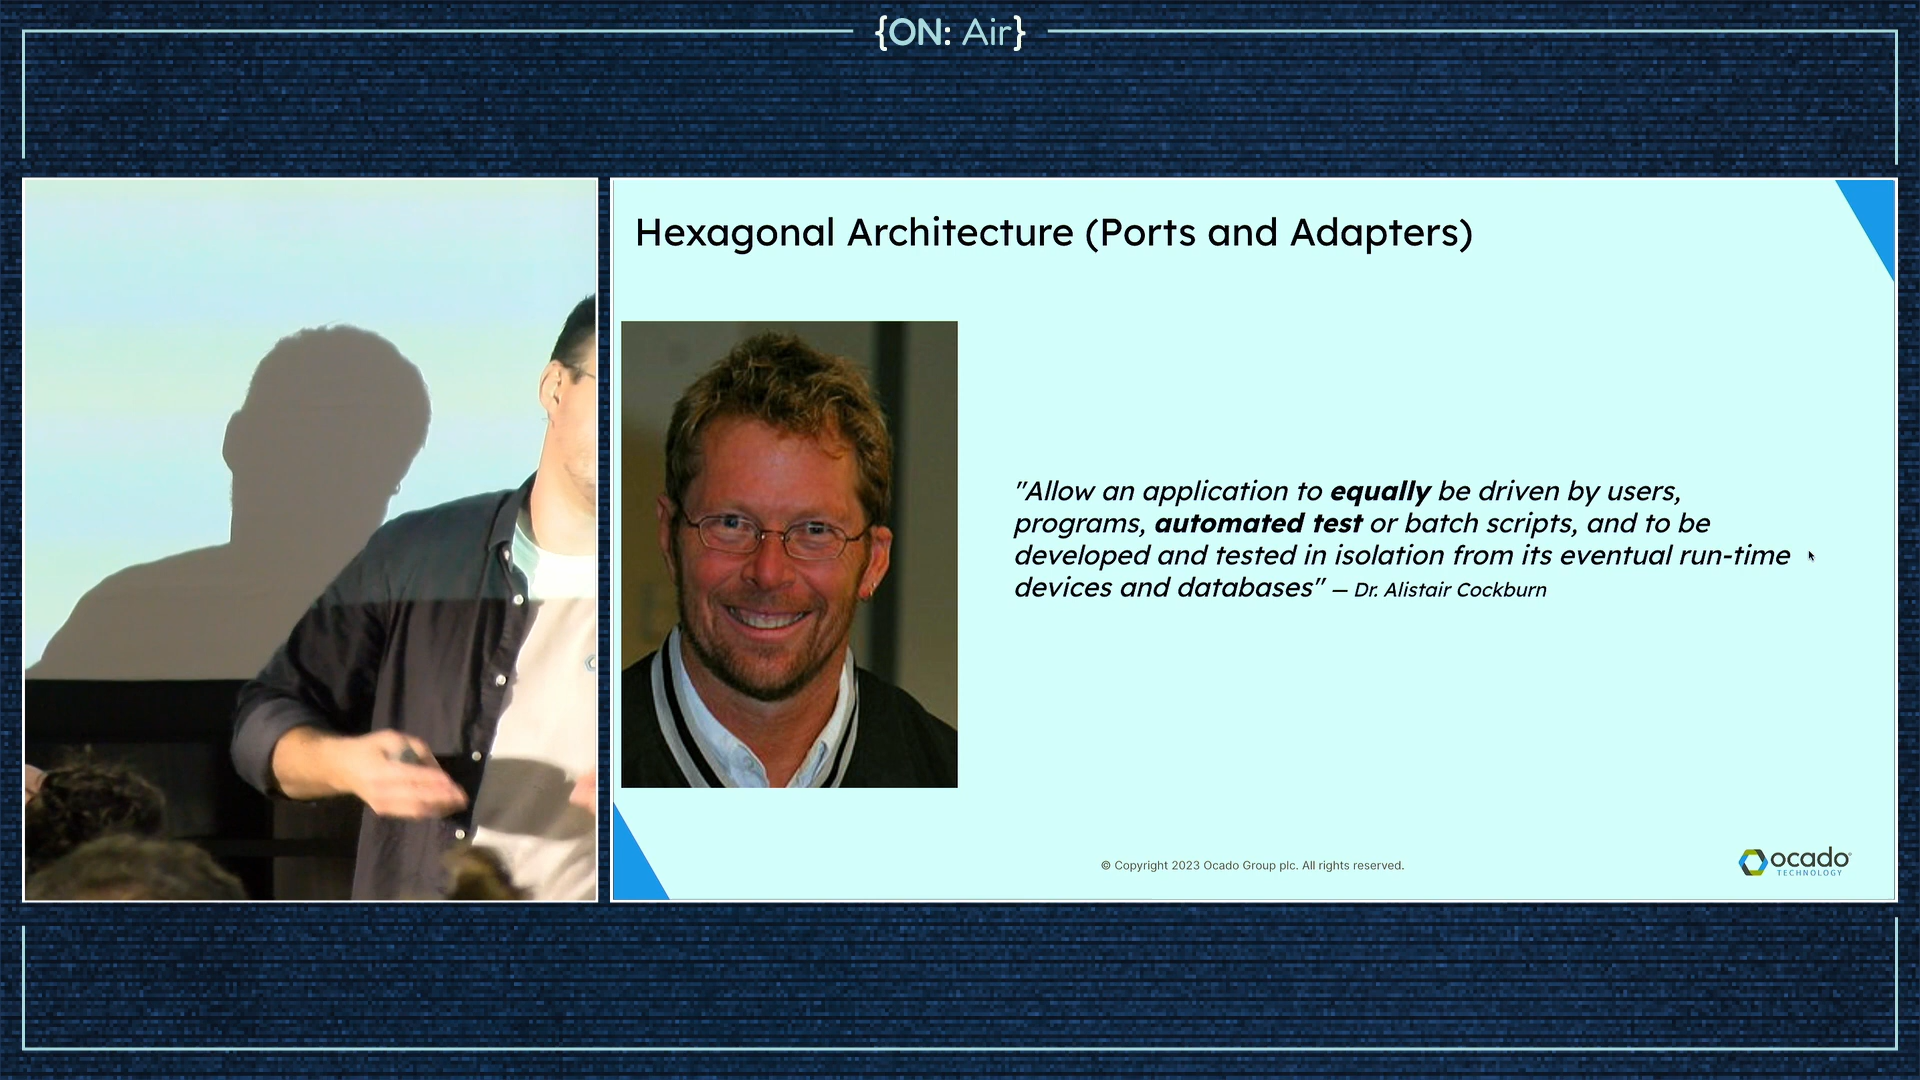 {ON: Air}
Hexagonal Architecture (Ports and Adapters)
"Allow an application to equally be driven by users,
programs, automated test or batch scripts, and to be
developed and tested in isolation from its eventual run-time
devices and databases" — Dr. Alistair Cockburn
© Copyright 2023 Ocado Group plc. All rights reserved.
ocado
TECHNOLOGY